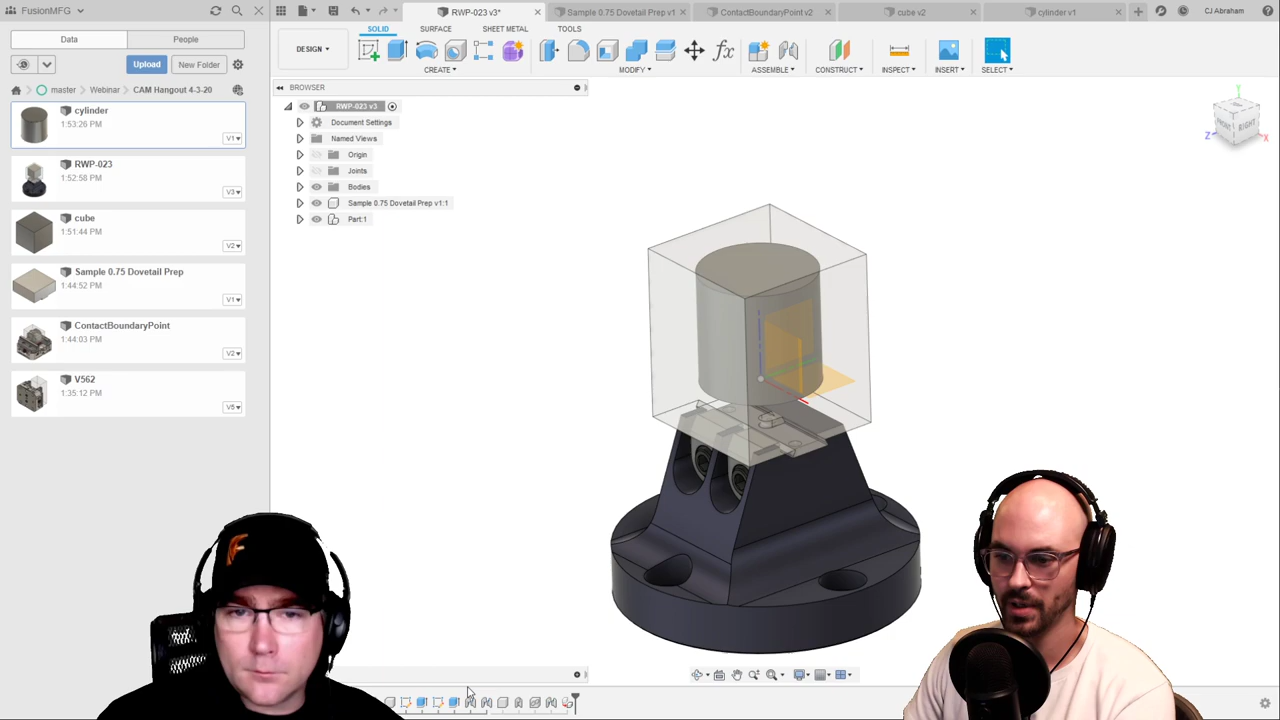 FusionMFG
Data
People
Upload
New Folder
master
Webinar
CAM Hangout 4-3-20
cylinder
1:53:26 PM
V1
RWP-023
1:52:58 PM
V3
cube
1:51:44 PM
V2
Sample 0.75 Dovetail Prep
1:44:52 PM
V1
ContactBoundaryPoint
1:44:03 PM
V2
V562
1:35:12 PM
V5
RWP-023 v3*
Sample 0.75 Dovetail Prep v1
ContactBoundaryPoint v2
cube v2
cylinder v1
CJ Abraham
SOLID
SURFACE
SHEET METAL
TOOLS
DESIGN
CREATE
MODIFY
ASSEMBLE
CONSTRUCT
INSPECT
INSERT
SELECT
BROWSER
RWP-023 v3
Document Settings
Named Views
Origin
Joints
Bodies
Sample 0.75 Dovetail Prep v1:1
Part:1
Y
FRONT
RIGHT
Z
X